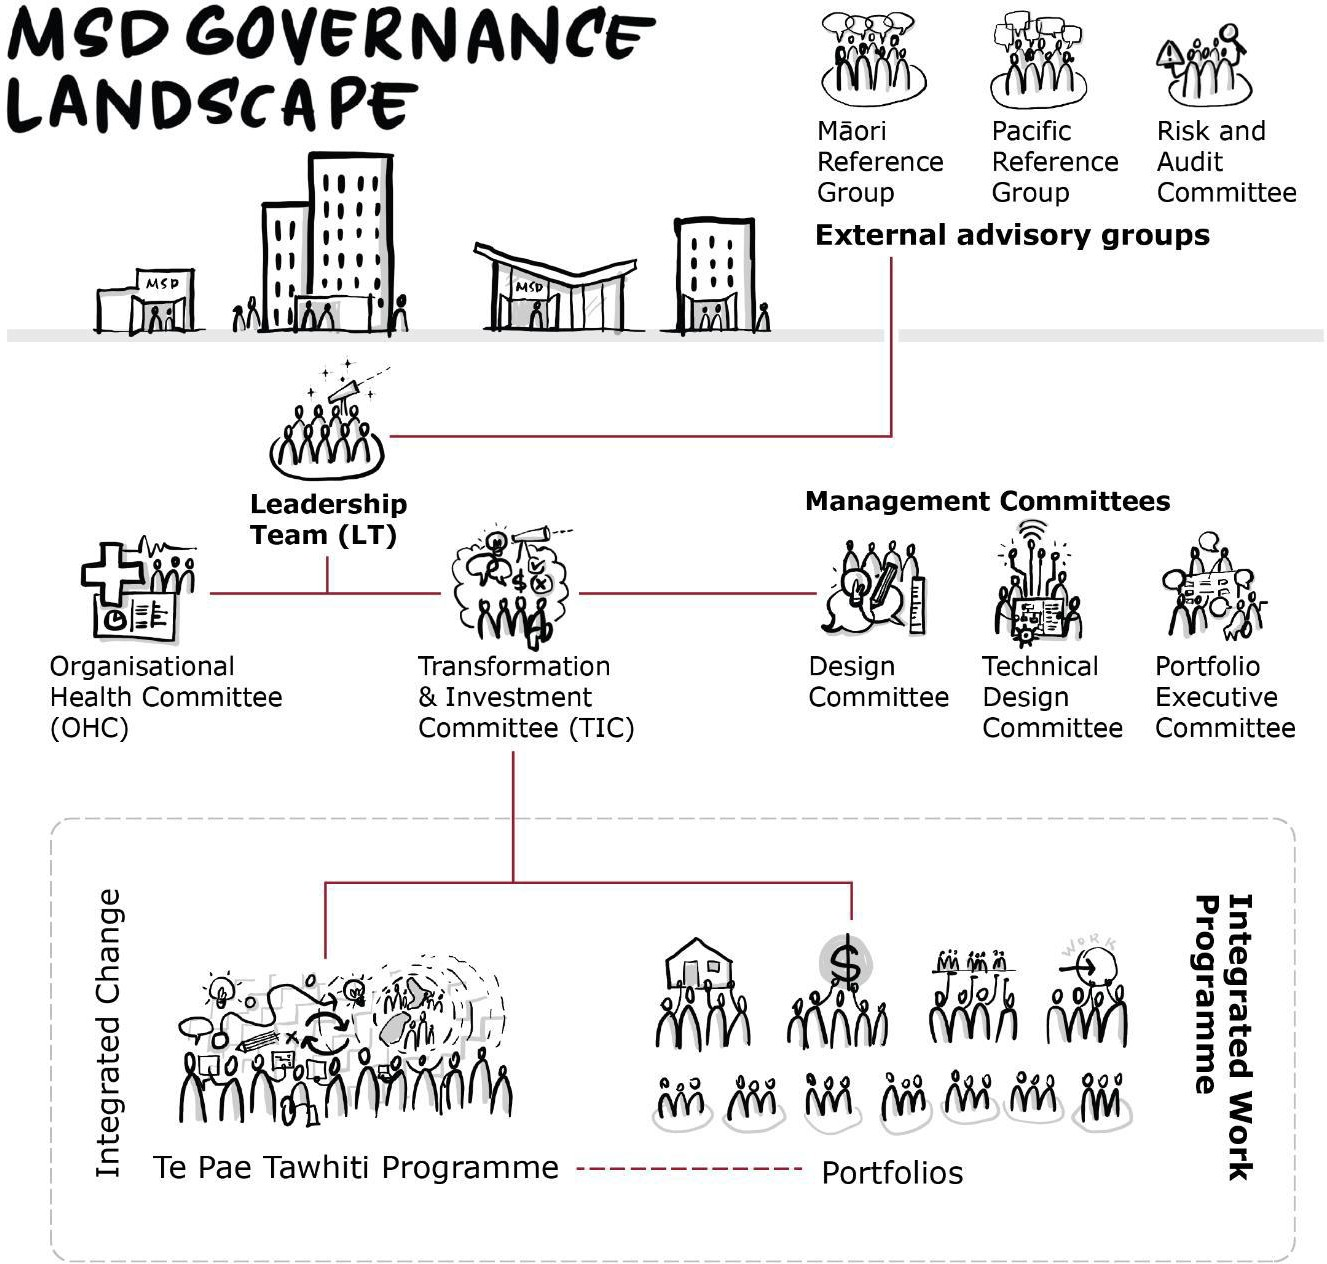 MSD GOVERNANCE
LANDSCAPE
Māori
Reference
Group
Pacific
Reference
Group
Risk and
Audit
Committee
External advisory groups
MSD
MSD
Leadership
Team (LT)
Management Committees
$
Organisational
Health Committee
(OHC)
Transformation
& Investment
Committee (TIC)
Design
Committee
Technical
Design
Committee
Portfolio
Executive
Committee
Integrated Change
Integrated Work
Programme
$
WORK
Te Pae Tawhiti Programme
Portfolios